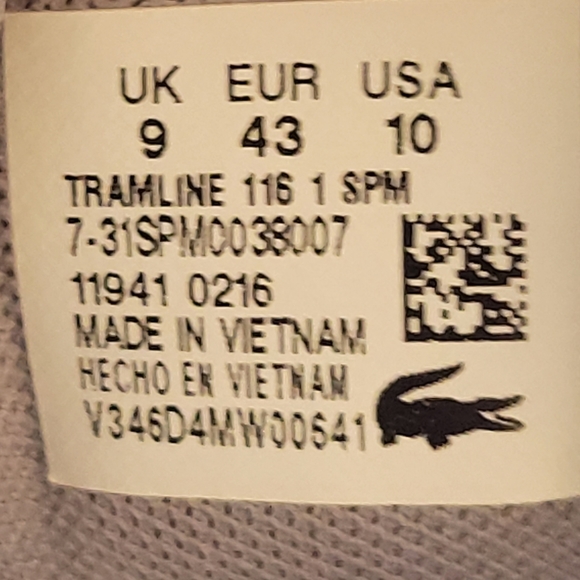 UK EUR USA
9 43 10
TRAMLINE 116 1 SPM
7-31SPM0038007
11941 0216
MADE IN VIETNAM
HECHO EN VIETNAM
V346D4MW00641